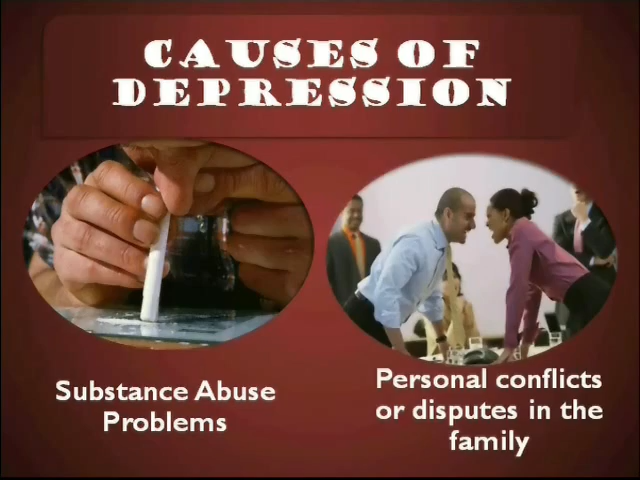 CAUSES OF
DEPRESSION
Substance Abuse
Problems
Personal conflicts
or disputes in the
family